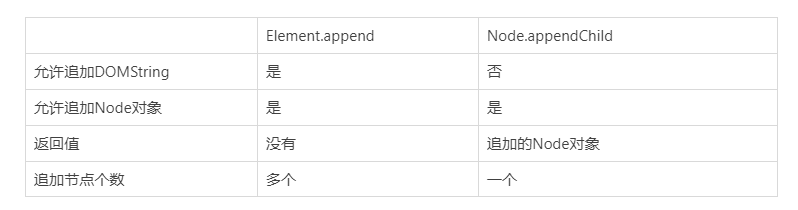 Element.append Node.appendChild
允许追加DOMString 是 否
允许追加Node对象 是 是
返回值 没有 追加的Node对象
追加节点个数 多个 一个